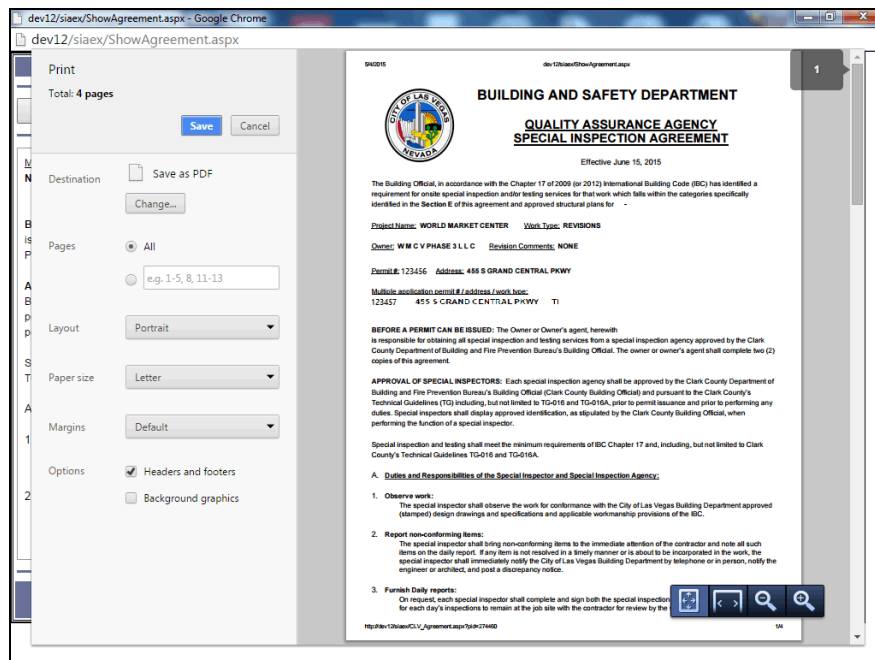 dev12/siaex/ShowAgreement.aspx - Google Chrome
dev12/siaex/ShowAgreement.aspx
Print
Total: 4 pages
Save
Cancel
Destination
Save as PDF
Change...
Pages
All
e.g. 1-5, 8, 11-13
Layout
Portrait
Paper size
Letter
Margins
Default
Options
Headers and footers
Background graphics
M
N
B
is
P
A
B
p
p
S
T
A
1
2
1
5/4/2015
dev12/siaex/ShowAgreement.aspx
CITY OF LAS VEGAS
NEVADA
BUILDING AND SAFETY DEPARTMENT
QUALITY ASSURANCE AGENCY
SPECIAL INSPECTION AGREEMENT
Effective June 15, 2015
The Building Official, in accordance with the Chapter 17 of 2009 (or 2012) International Building Code (IBC) has identified a
requirement for onsite special inspection and/or testing services for that work which falls within the categories specifically
identified in the Section E of this agreement and approved structural plans for -
Project Name: WORLD MARKET CENTER Work Type: REVISIONS
Owner: W M C V PHASE 3 L L C Revision Comments: NONE
Permit #: 123456 Address: 455 S GRAND CENTRAL PKWY
Multiple application permit # / address / work type:
123457 455 S GRAND CENTRAL PKWY TI
BEFORE A PERMIT CAN BE ISSUED: The Owner or Owner's agent, herewith
is responsible for obtaining all special inspection and testing services from a special inspection agency approved by the Clark
County Department of Building and Fire Prevention Bureau's Building Official. The owner or owner's agent shall complete two (2)
copies of this agreement.
APPROVAL OF SPECIAL INSPECTORS: Each special inspection agency shall be approved by the Clark County Department of
Building and Fire Prevention Bureau's Building Official (Clark County Building Official) and pursuant to the Clark County's
Technical Guidelines (TG) including, but not limited to TG-016 and TG-016A, prior to permit issuance and prior to performing any
duties. Special inspectors shall display approved identification, as stipulated by the Clark County Building Official, when
performing the function of a special inspector.
Special inspection and testing shall meet the minimum requirements of IBC Chapter 17 and, including, but not limited to Clark
County's Technical Guidelines TG-016 and TG-016A.
A. Duties and Responsibilities of the Special Inspector and Special Inspection Agency:
1. Observe work:
The special inspector shall observe the work for conformance with the City of Las Vegas Building Department approved
(stamped) design drawings and specifications and applicable workmanship provisions of the IBC.
2. Report non-conforming items:
The special inspector shall bring non-conforming items to the immediate attention of the contractor and note all such
items on the daily report. If any item is not resolved in a timely manner or is about to be incorporated in the work, the
special inspector shall immediately notify the City of Las Vegas Building Department by telephone or in person, notify the
engineer or architect, and post a discrepancy notice.
3. Furnish Daily reports:
On request, each special inspector shall complete and sign both the special inspection
for each day's inspections to remain at the job site with the contractor for review by the
http://dev12/siaex/CLV_Agreement.aspx?pid=274460
1/4